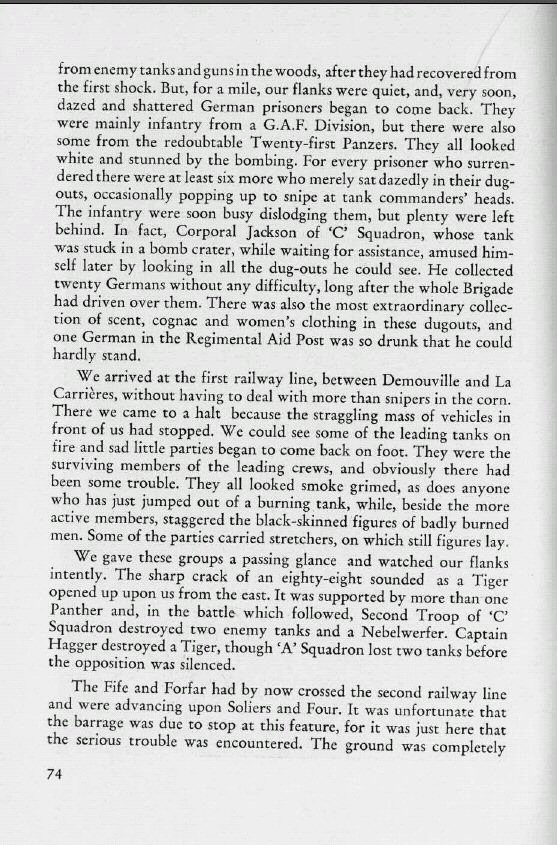 from enemy tanks and guns in the woods, after they had recovered from
the first shock. But, for a mile, our flanks were quiet, and, very soon,
dazed and shattered German prisoners began to come back. They
were mainly infantry from a G.A.F. Division, but there were also
some from the redoubtable Twenty-first Panzers. They all looked
white and stunned by the bombing. For every prisoner who surren-
dered there were at least six more who merely sat dazedly in their dug-
outs, occasionally popping up to snipe at tank commanders' heads.
The infantry were soon busy dislodging them, but plenty were left
behind. In fact, Corporal Jackson of 'C' Squadron, whose tank
was stuck in a bomb crater, while waiting for assistance, amused him-
self later by looking in all the dug-outs he could see. He collected
twenty Germans without any difficulty, long after the whole Brigade
had driven over them. There was also the most extraordinary collec-
tion of scent, cognac and women's clothing in these dugouts, and
one German in the Regimental Aid Post was so drunk that he could
hardly stand.
We arrived at the first railway line, between Demouville and La
Carrières, without having to deal with more than snipers in the corn.
There we came to a halt because the straggling mass of vehicles in
front of us had stopped. We could see some of the leading tanks on
fire and sad little parties began to come back on foot. They were the
surviving members of the leading crews, and obviously there had
been some trouble. They all looked smoke grimed, as does anyone
who has just jumped out of a burning tank, while, beside the more
active members, staggered the black-skinned figures of badly burned
men. Some of the parties carried stretchers, on which still figures lay.
We gave these groups a passing glance and watched our flanks
intently. The sharp crack of an eighty-eight sounded as a Tiger
opened up upon us from the east. It was supported by more than one
Panther and, in the battle which followed, Second Troop of 'C'
Squadron destroyed two enemy tanks and a Nebelwerfer. Captain
Hagger destroyed a Tiger, though 'A' Squadron lost two tanks before
the opposition was silenced.
The Fife and Forfar had by now crossed the second railway line
and were advancing upon Soliers and Four. It was unfortunate that
the barrage was due to stop at this feature, for it was just here that
the serious trouble was encountered. The ground was completely
74